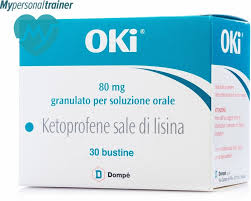 Mypersonaltrainer
OKi®
80 mg
granulato per soluzione orale
Ketoprofene sale di lisina
30 bustine
D Dompé